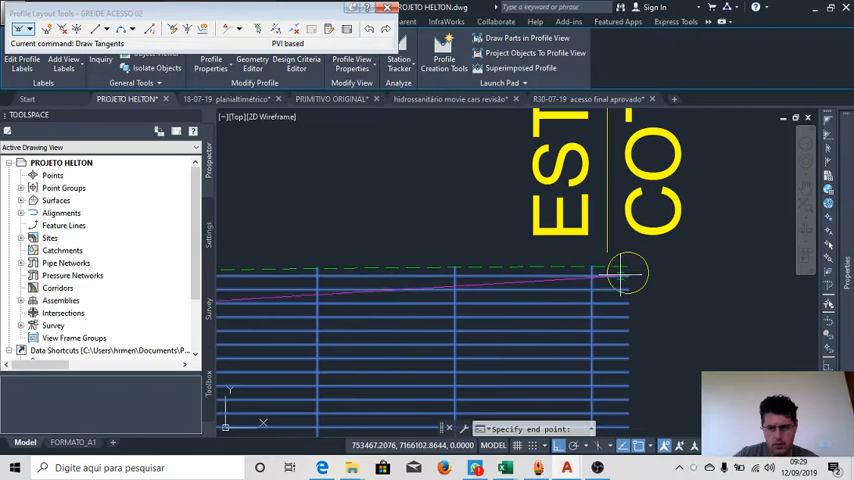 Profile Layout Tools - GREIDE ACESSO 02
PROJETO HELTON.dwg
Type a keyword or phrase
Sign In
Current command: Draw Tangents
PVI based
InfraWorks
Collaborate
Add-ins
Featured Apps
Express Tools
Edit Profile Labels
Add View Labels
Inquiry
Isolate Objects
Profile Properties
Geometry Editor
Design Criteria Editor
Profile View Properties
Station Tracker
Profile Creation Tools
Draw Parts in Profile View
Project Objects To Profile View
Superimposed Profile
Labels
General Tools
Modify Profile
Modify View
Analyze
Launch Pad
Start
PROJETO HELTON*
18-07-19 planialtimétrico*
PRIMITIVO ORIGINAL*
hidrossanitário movie cars revisão*
R30-07-19 acesso final aprovado*
TOOLSPACE
[−][Top][2D Wireframe]
Active Drawing View
PROJETO HELTON
Points
Point Groups
Surfaces
Alignments
Feature Lines
Sites
Catchments
Pipe Networks
Pressure Networks
Corridors
Assemblies
Intersections
Survey
View Frame Groups
Data Shortcuts [C:\Users\hrmen\Documents\P...
Prospector
Settings
Survey
Toolbox
EST
CO
Properties
Y
X
Specify end point:
Model
FORMATO_A1
753467.2076, 7166102.8644, 0.0000
MODEL
Digite aqui para pesquisar
09:29
12/09/2019